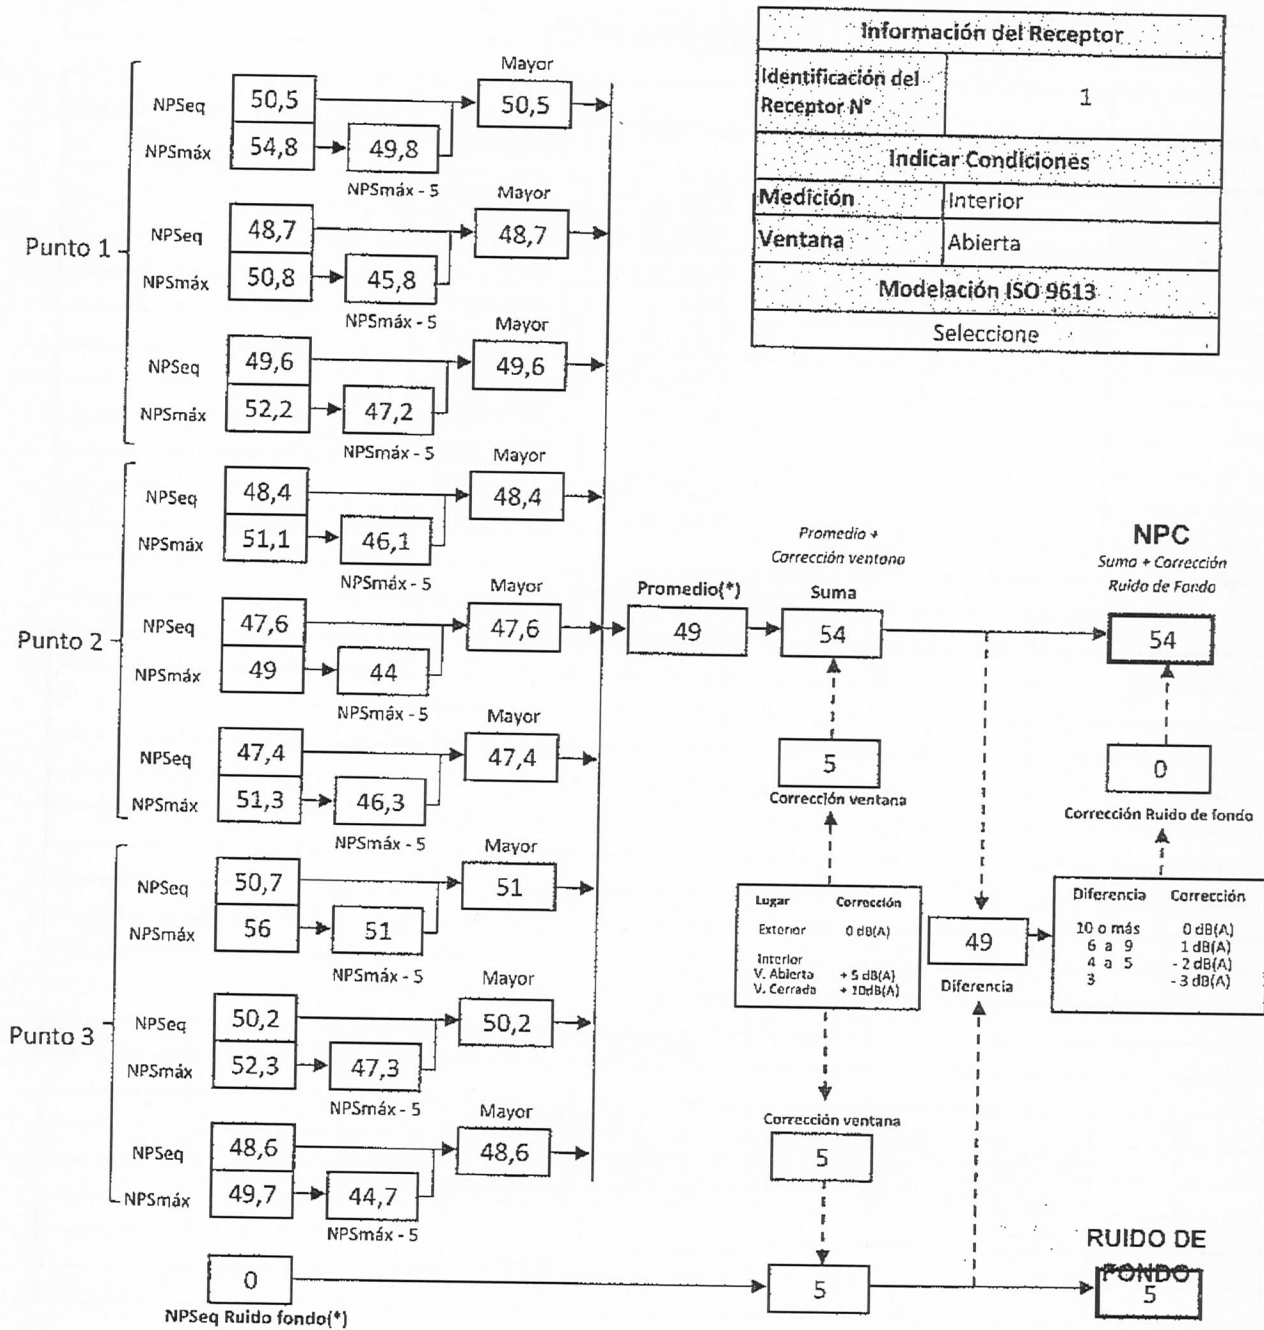 Información del Receptor
Identificación del Receptor N° 1
Indicar Condiciones
Medición Interior
Ventana Abierta
Modelación ISO 9613
Seleccione
Punto 1
Mayor
NPSeq 50,5 50,5
NPSmáx 54,8 49,8
NPSmáx - 5
Mayor
NPSeq 48,7 48,7
NPSmáx 50,8 45,8
NPSmáx - 5
Mayor
NPSeq 49,6 49,6
NPSmáx 52,2 47,2
NPSmáx - 5
Punto 2
Mayor
NPSeq 48,4 48,4
NPSmáx 51,1 46,1
NPSmáx - 5
Mayor
NPSeq 47,6 47,6
NPSmáx 49 44
NPSmáx - 5
Mayor
NPSeq 47,4 47,4
NPSmáx 51,3 46,3
NPSmáx - 5
Punto 3
Mayor
NPSeq 50,7 51
NPSmáx 56 51
NPSmáx - 5
Mayor
NPSeq 50,2 50,2
NPSmáx 52,3 47,3
NPSmáx - 5
Mayor
NPSeq 48,6 48,6
NPSmáx 49,7 44,7
NPSmáx - 5
0
NPSeq Ruido fondo(*)
Promedio(*)
49
Promedio +
Corrección ventana
Suma
54
5
Corrección ventana
Lugar Corrección
Exterior 0 dB(A)
Interior
V. Abierta + 5 dB(A)
V. Cerrada + 10dB(A)
Corrección ventana
5
5
49
Diferencia
NPC
Suma + Corrección
Ruido de Fondo
54
0
Corrección Ruido de fondo
Diferencia Corrección
10 o más 0 dB(A)
6 a 9 1 dB(A)
4 a 5 - 2 dB(A)
3 - 3 dB(A)
RUIDO DE
FONDO
5